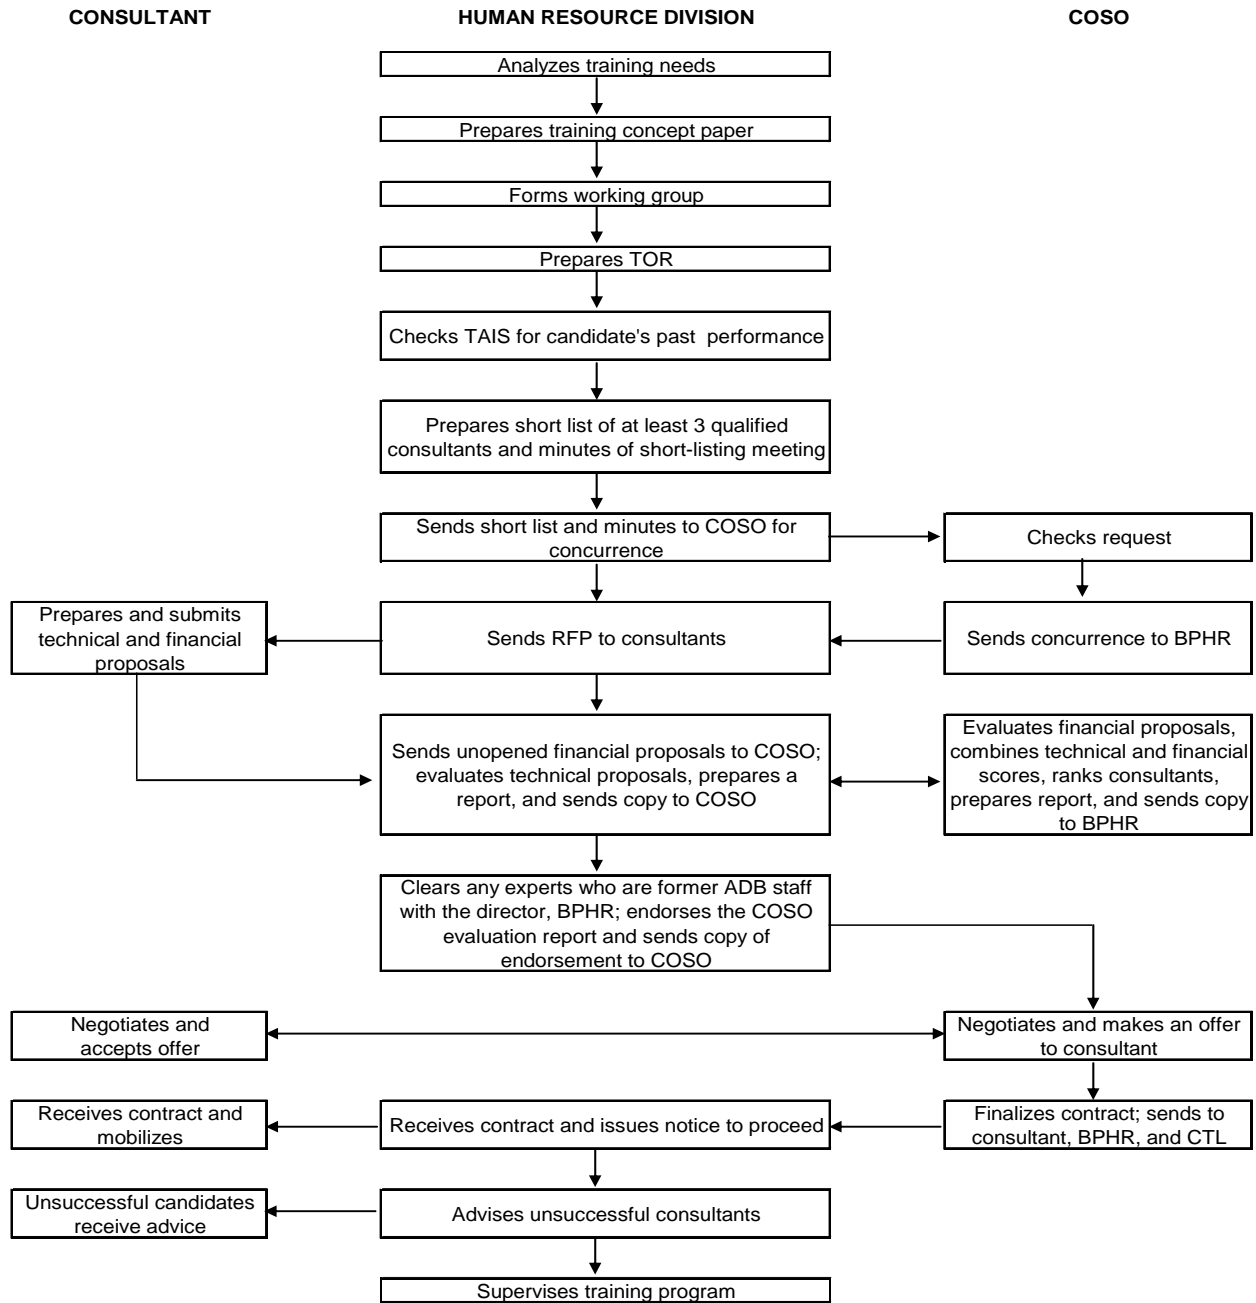 CONSULTANT
HUMAN RESOURCE DIVISION
COSO
Analyzes training needs
Prepares training concept paper
Forms working group
Prepares TOR
Checks TAIS for candidate's past  performance
Prepares short list of at least 3 qualified
consultants and minutes of short-listing meeting
Sends short list and minutes to COSO for
concurrence
Checks request
Prepares and submits
technical and financial
proposals
Sends RFP to consultants
Sends concurrence to BPHR
Sends unopened financial proposals to COSO;
evaluates technical proposals, prepares a
report, and sends copy to COSO
Evaluates financial proposals,
combines technical and financial
scores, ranks consultants,
prepares report, and sends copy
to BPHR
Clears any experts who are former ADB staff
with the director, BPHR; endorses the COSO
evaluation report and sends copy of
endorsement to COSO
Negotiates and
accepts offer
Negotiates and makes an offer
to consultant
Receives contract and
mobilizes
Receives contract and issues notice to proceed
Finalizes contract; sends to
consultant, BPHR, and CTL
Unsuccessful candidates
receive advice
Advises unsuccessful consultants
Supervises training program